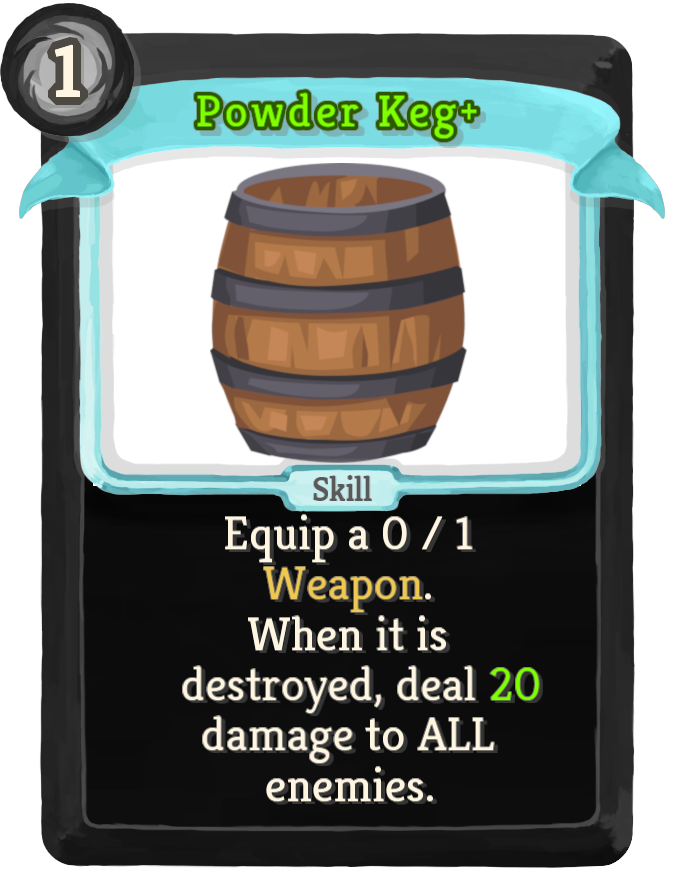 1
Powder Keg+
Skill
Equip a 0 / 1
Weapon.
When it is
destroyed, deal 20
damage to ALL
enemies.